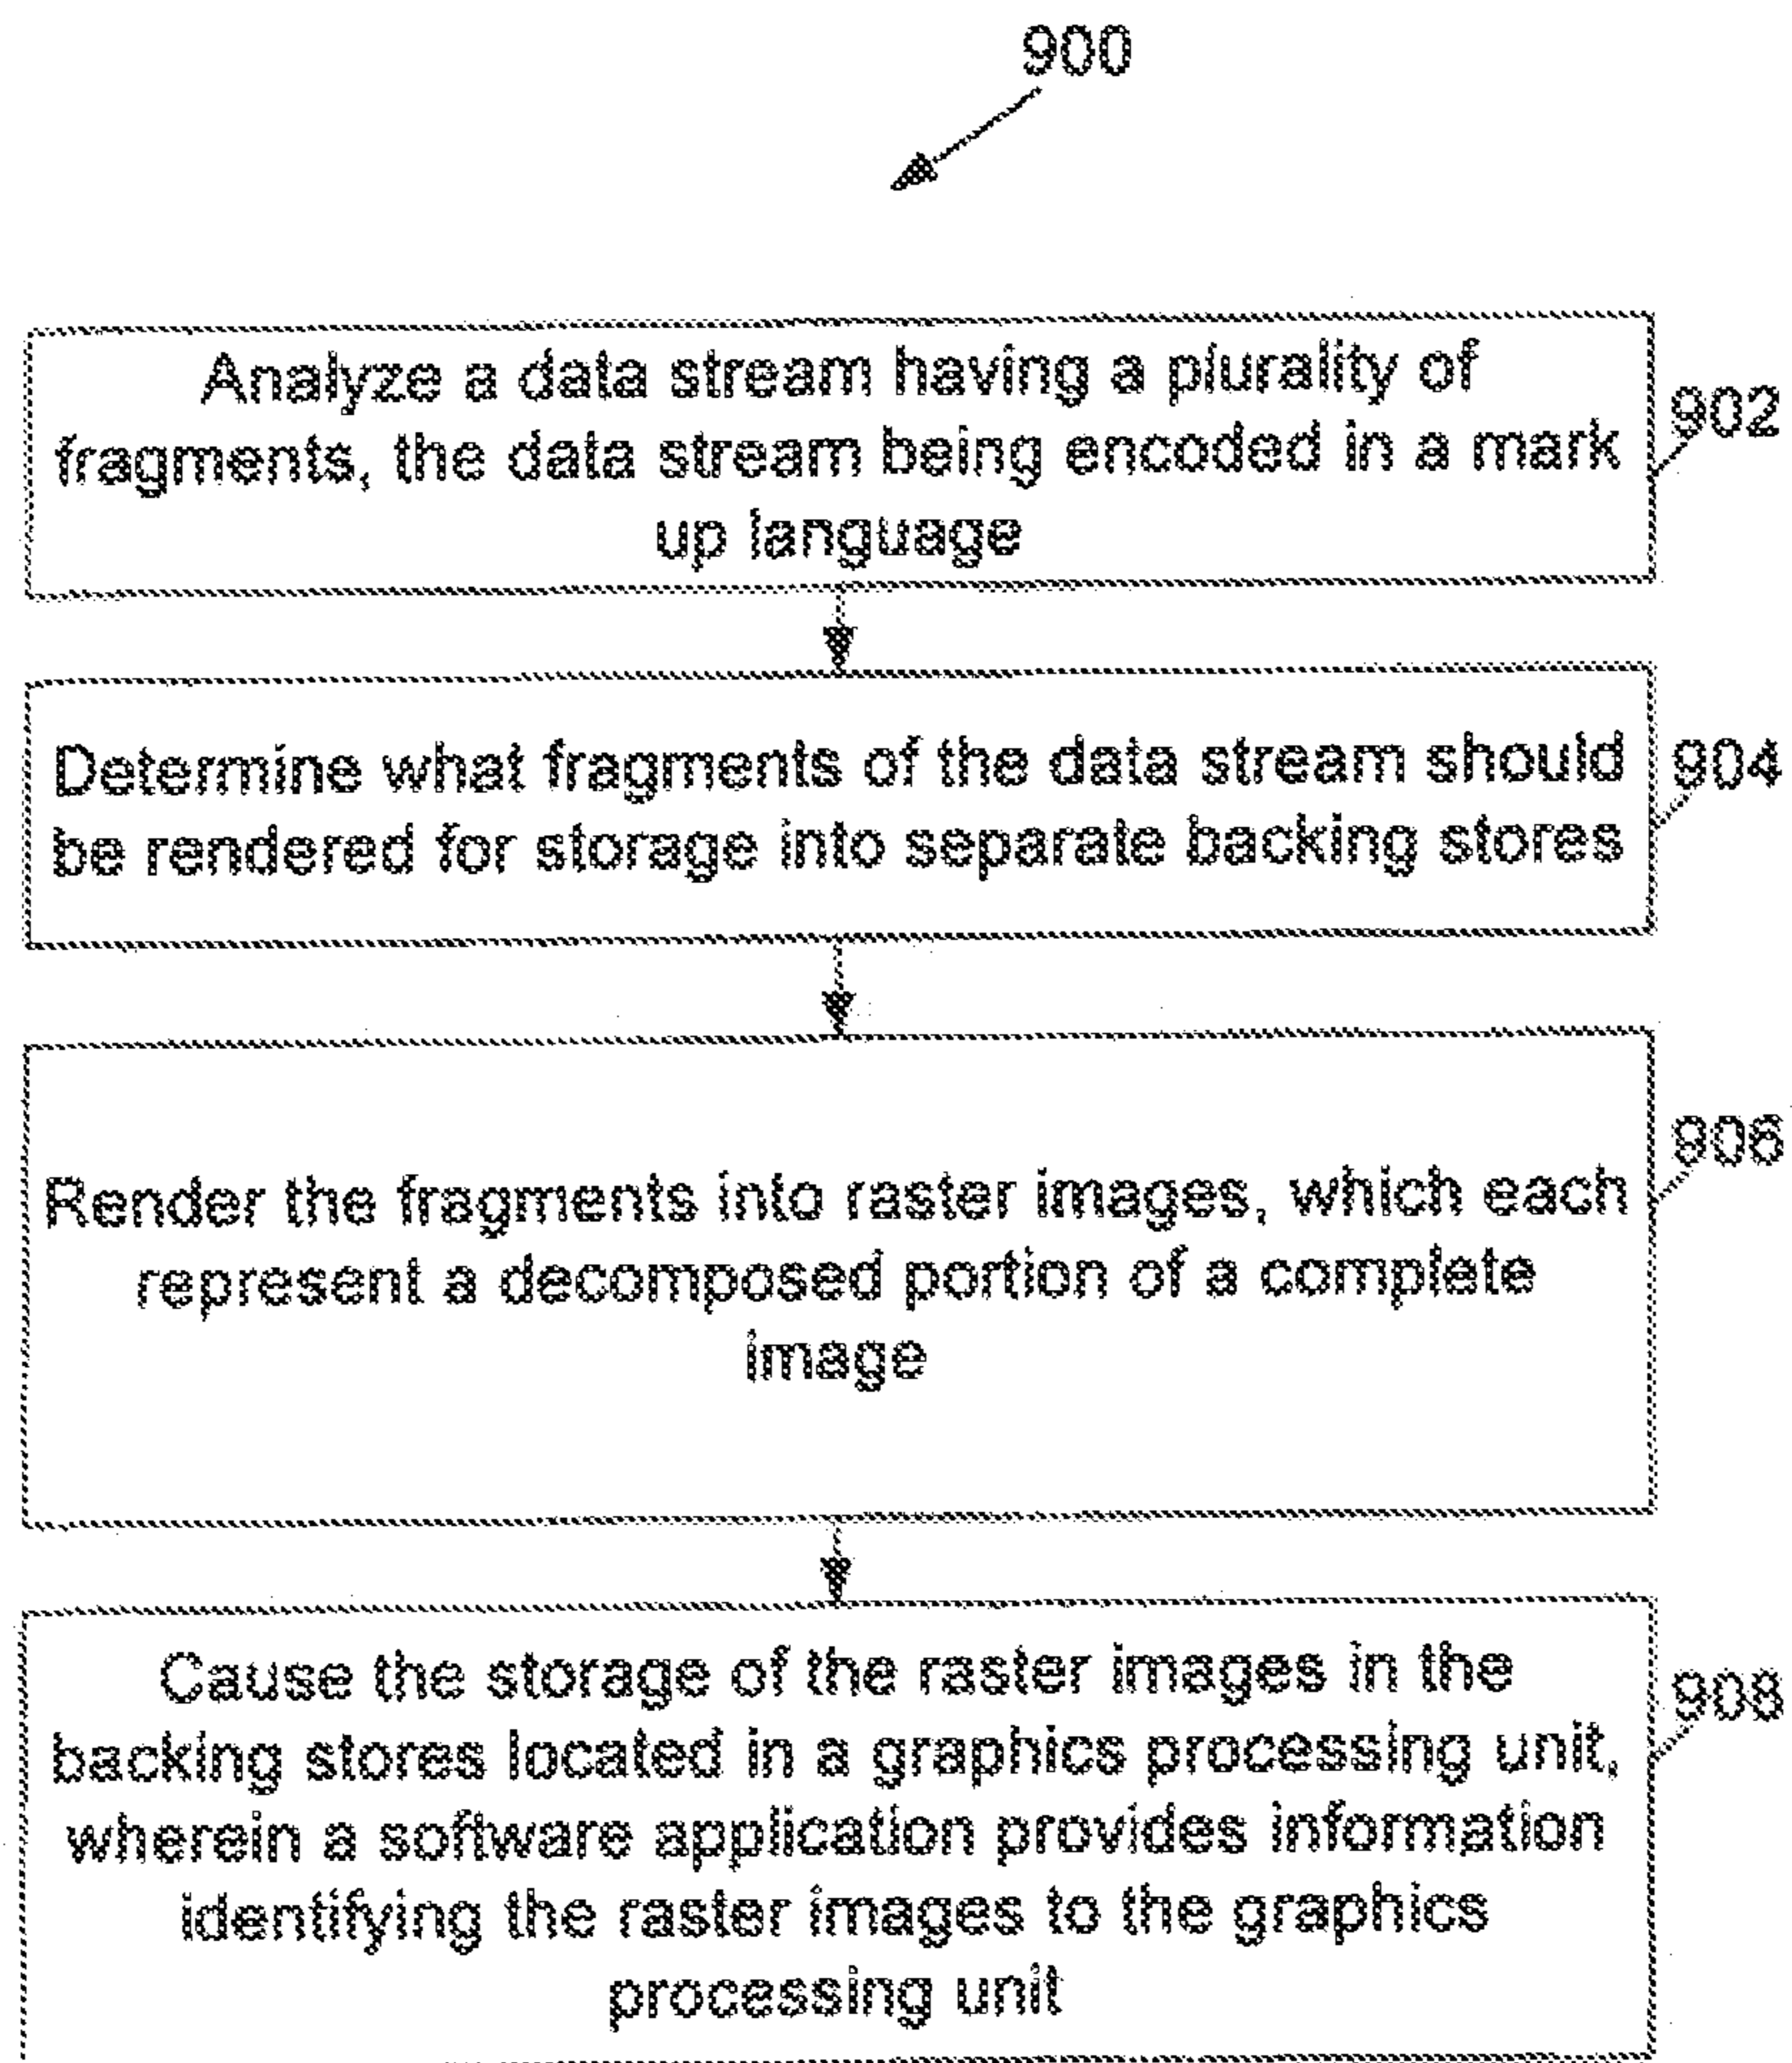 900
Analyze a data stream having a plurality of
fragments, the data stream being encoded in a mark
up language
902
Determine what fragments of the data stream should
be rendered for storage into separate backing stores
904
Render the fragments into raster images, which each
represent a decomposed portion of a complete
image
906
Cause the storage of the raster images in the
backing stores located in a graphics processing unit,
wherein a software application provides information
identifying the raster images to the graphics
processing unit
908